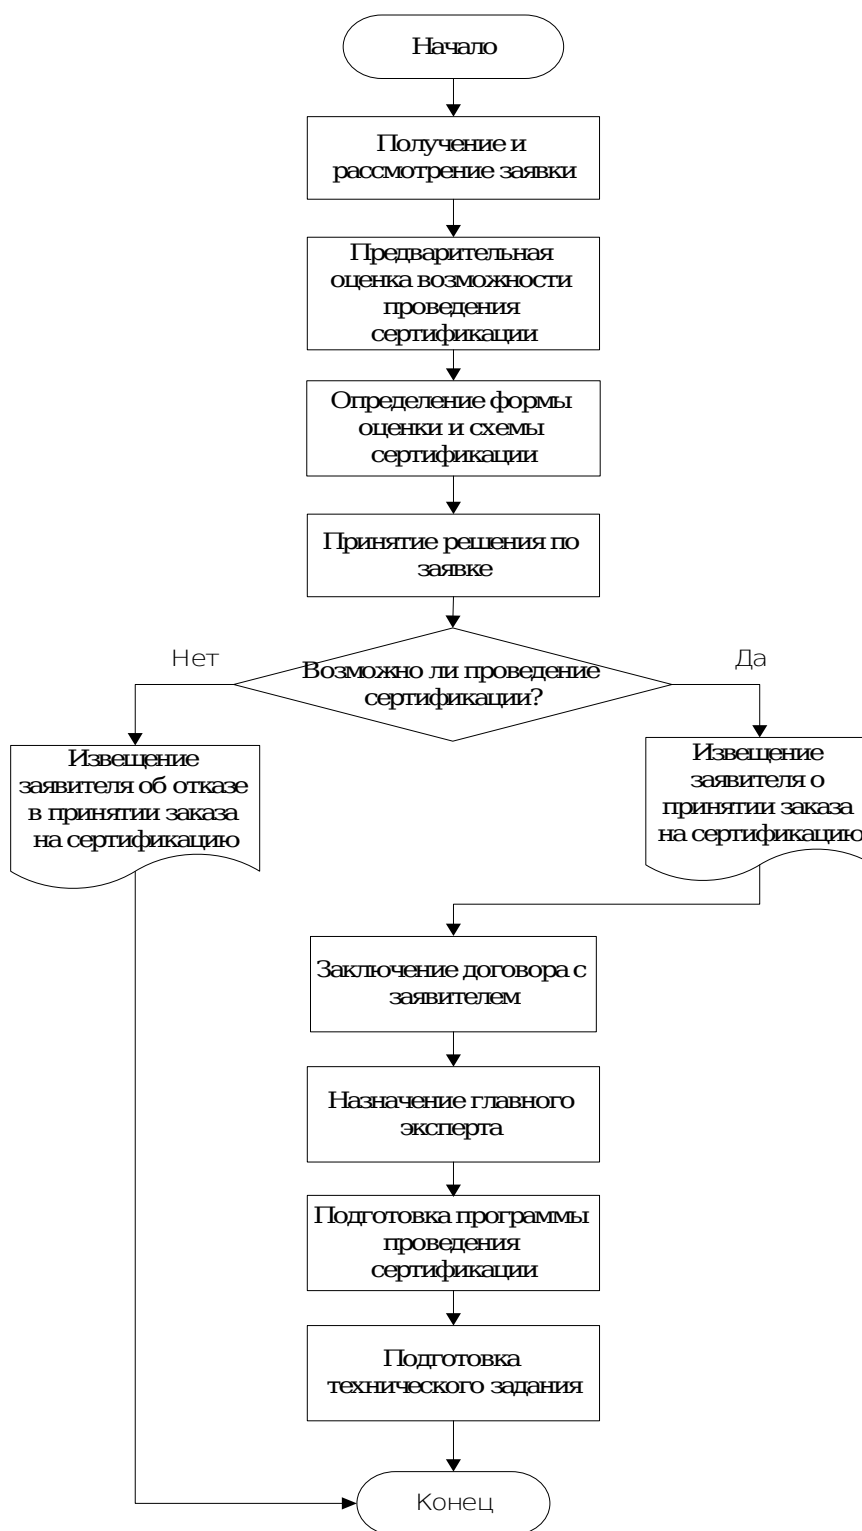 Начало
Получение и
рассмотрение заявки
Предварительная
оценка возможности
проведения
сертификации
Определение формы
оценки и схемы
сертификации
Принятие решения по
заявке
Нет
Да
Возможно ли проведение
сертификации?
Извещение
заявителя об отказе
в принятии заказа
на сертификацию
Извещение
заявителя о
принятии заказа
на сертификацию
Заключение договора с
заявителем
Назначение главного
эксперта
Подготовка программы
проведения
сертификации
Подготовка
технического задания
Конец